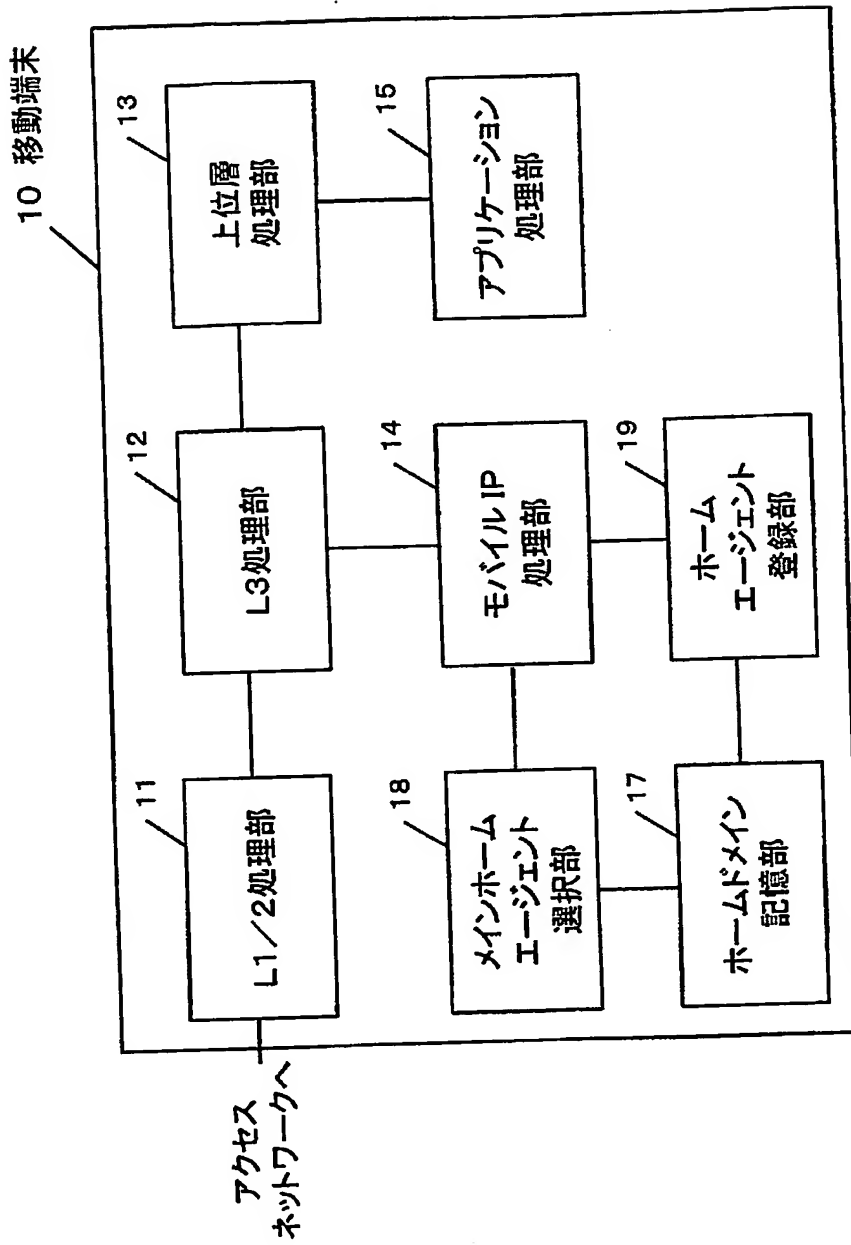 10 移動端末
アクセス
ネットワークへ
11
L1/2処理部
12
L3処理部
13
上位層
処理部
18
メインホーム
エージェント
選択部
14
モバイルIP
処理部
15
アプリケーション
処理部
17
ホームドメイン
記憶部
19
ホーム
エージェント
登録部